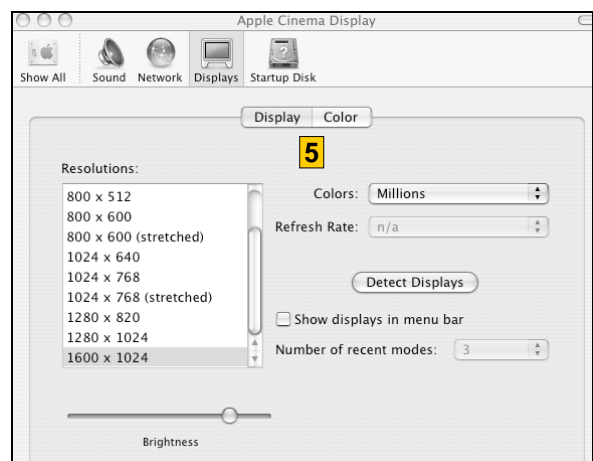 Apple Cinema Display
Show All Sound Network Displays Startup Disk
Display Color
5
Resolutions:
800 x 512
800 x 600
800 x 600 (stretched)
1024 x 640
1024 x 768
1024 x 768 (stretched)
1280 x 820
1280 x 1024
1600 x 1024
Colors: Millions
Refresh Rate: n/a
Detect Displays
Show displays in menu bar
Number of recent modes: 3
Brightness